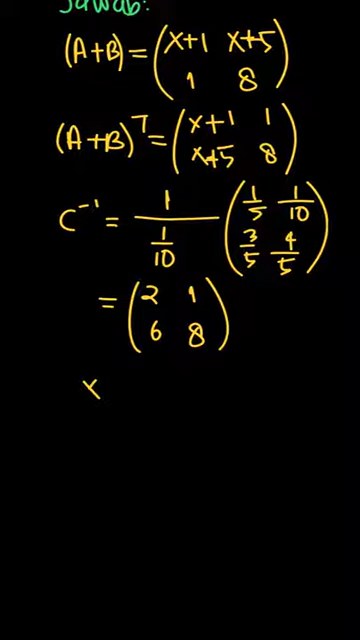 Jawab:
(A+B) = (x+1 x+5
1 8)
(A+B)^T = (x+1 1
x+5 8)
C^-1 = 1/(1/10) (1/5 1/10
3/5 4/5)
= (2 1
6 8)
x